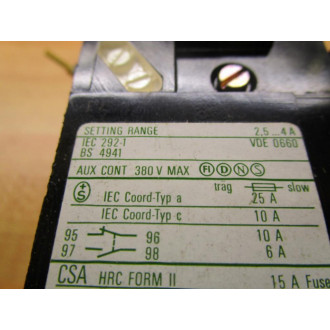 SETTING RANGE 2,5...4 A
IEC 292-1 VDE 0660
BS 4941
AUX CONT 380 V MAX FI D N S
trag slow
IEC Coord-Typ a 25 A
IEC Coord-Typ c 10 A
95 96 10 A
97 98 6 A
CSA HRC FORM II 15 A Fuse